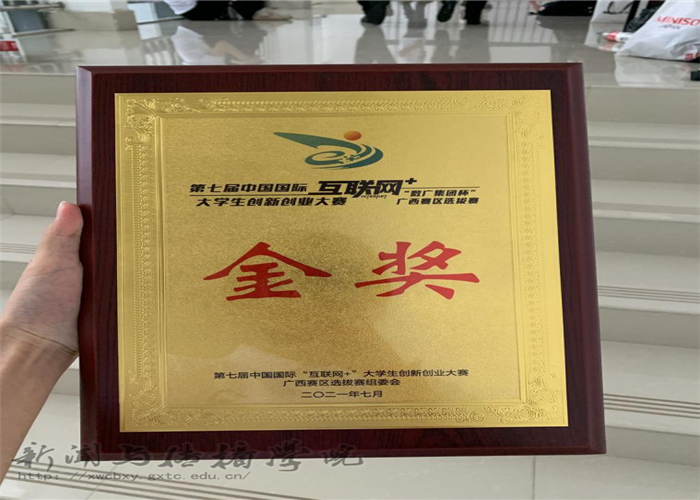 MINISO
第七届中国国际 互联网+ "数广集团杯"
大学生创新创业大赛 广西赛区选拔赛
金奖
第七届中国国际“互联网+”大学生创新创业大赛
广西赛区选拔赛组委会
二〇二一年七月
新闻与传播学院
http://xwcbxy.gxtc.edu.cn/